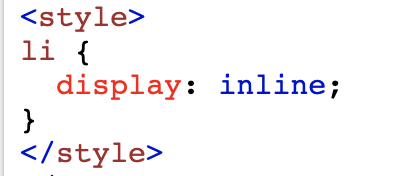 <style>
li {
  display: inline;
}
</style>